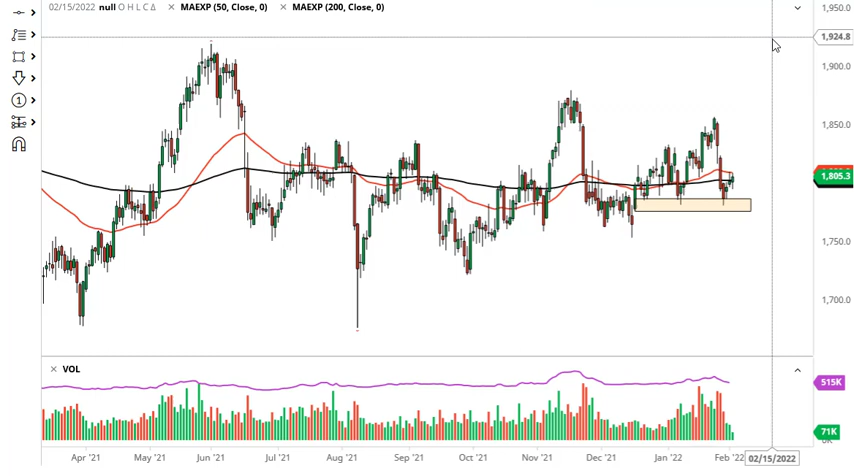 02/15/2022 null O H L C Δ × MAEXP (50, Close, 0) × MAEXP (200, Close, 0)
1,950.0
1,924.8
1,900.0
1,850.0
1,805.3
1,750.0
1,700.0
1
× VOL
515K
71K
0K
Apr '21 May '21 Jun '21 Jul '21 Aug '21 Sep '21 Oct '21 Nov '21 Dec '21 Jan '22 Feb '22 02/15/2022